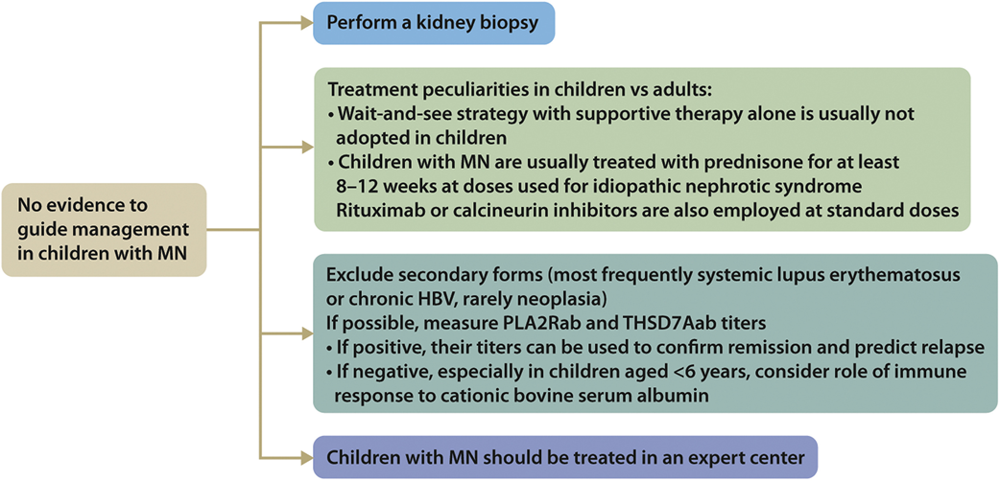 No evidence to
guide management
in children with MN
Perform a kidney biopsy
Treatment peculiarities in children vs adults:
• Wait-and-see strategy with supportive therapy alone is usually not
adopted in children
• Children with MN are usually treated with prednisone for at least
8–12 weeks at doses used for idiopathic nephrotic syndrome
Rituximab or calcineurin inhibitors are also employed at standard doses
Exclude secondary forms (most frequently systemic lupus erythematosus
or chronic HBV, rarely neoplasia)
If possible, measure PLA2Rab and THSD7Aab titers
• If positive, their titers can be used to confirm remission and predict relapse
• If negative, especially in children aged <6 years, consider role of immune
response to cationic bovine serum albumin
Children with MN should be treated in an expert center